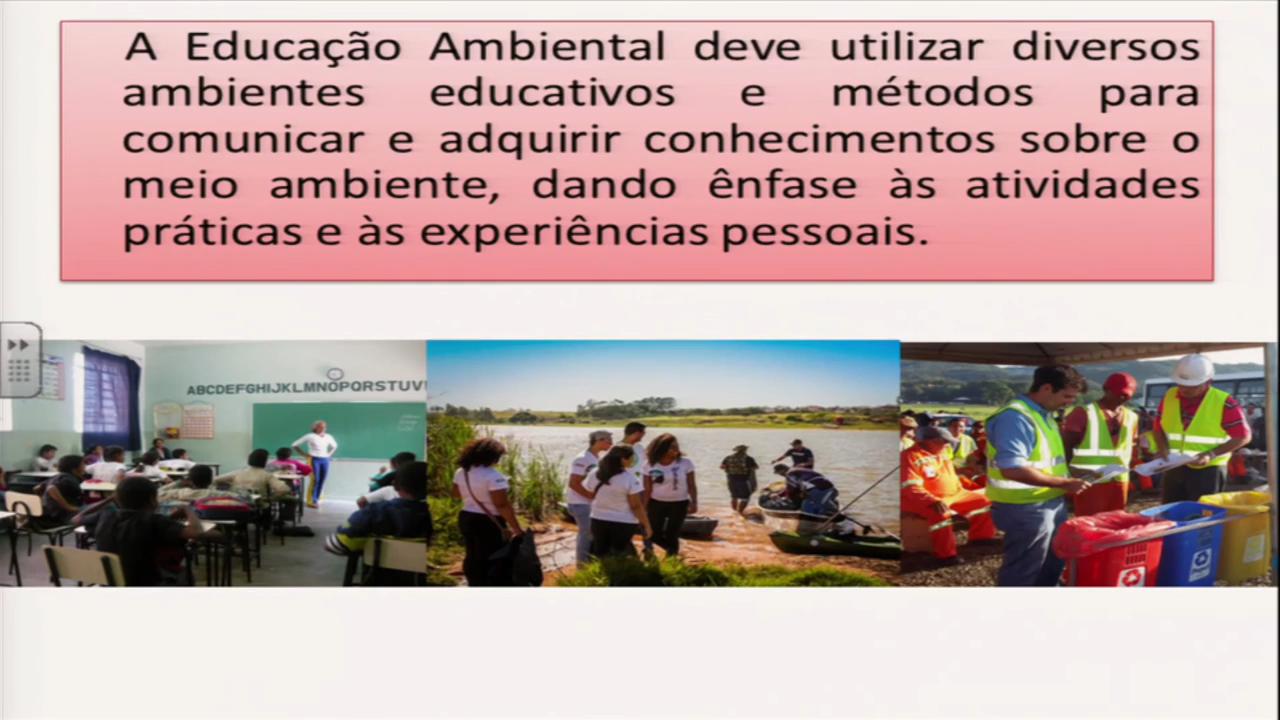 A Educação Ambiental deve utilizar diversos
ambientes educativos e métodos para
comunicar e adquirir conhecimentos sobre o
meio ambiente, dando ênfase às atividades
práticas e às experiências pessoais.
ABCDEFGHIJKLMNOPQRSTUV